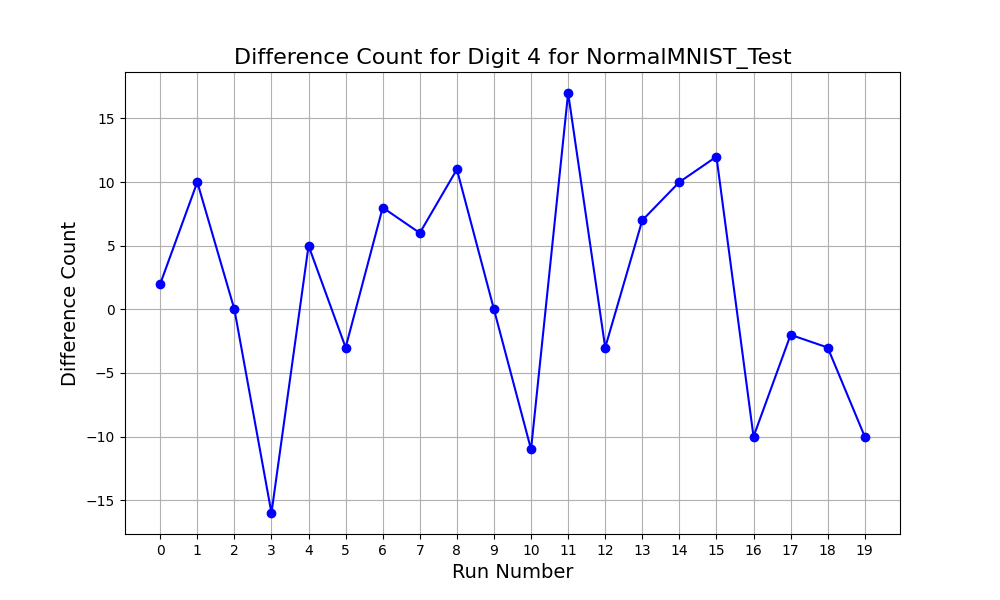 Difference Count for Digit 4 for NormalMNIST_Test
Difference Count
15
10
5
0
−5
−10
−15
0 1 2 3 4 5 6 7 8 9 10 11 12 13 14 15 16 17 18 19
Run Number